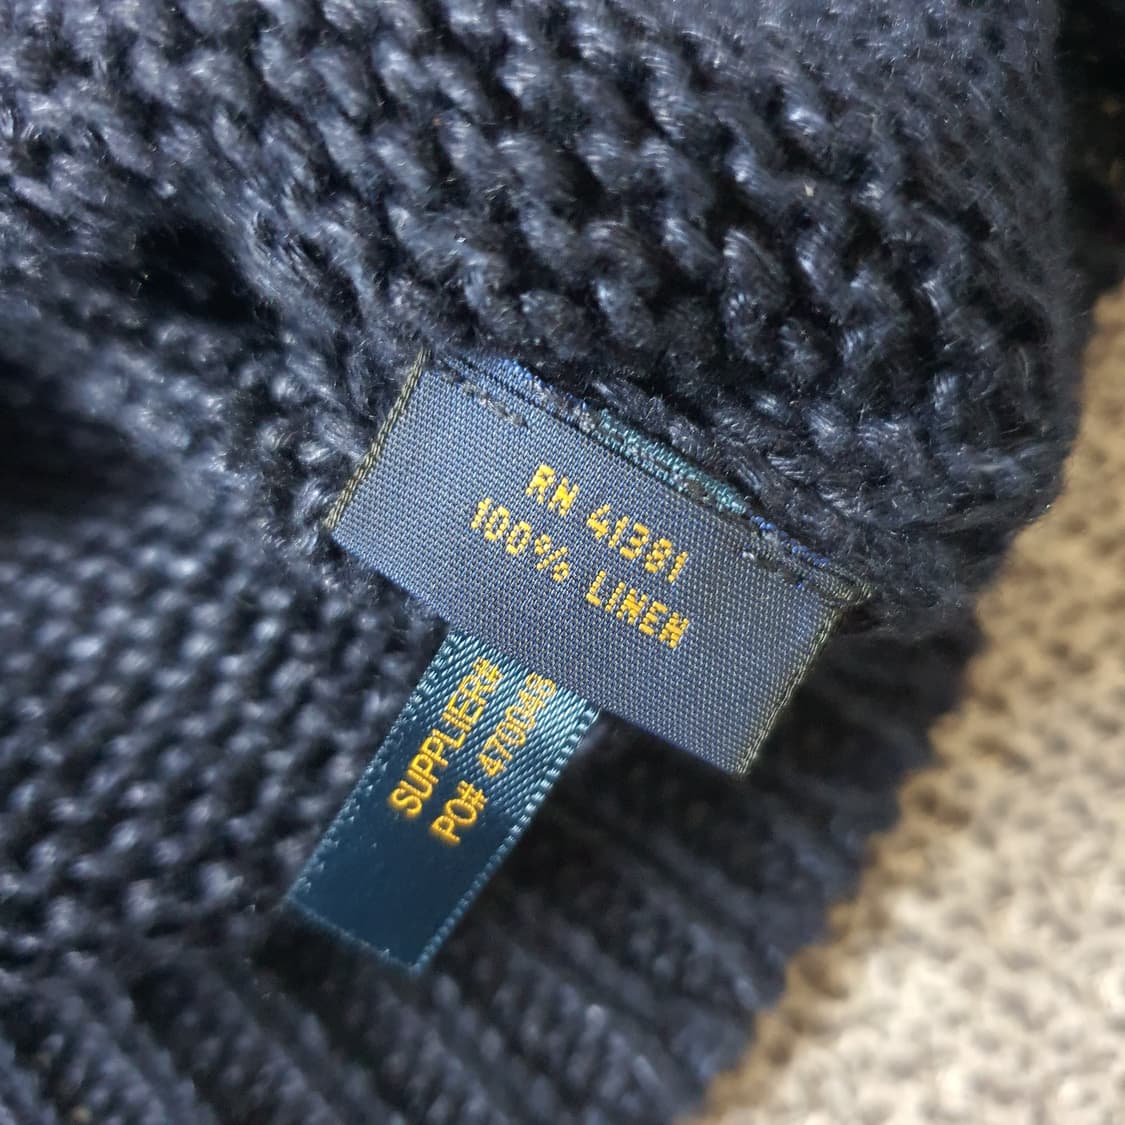 RN 41381
100% LINEN
SUPPLIER#
PO# 470048